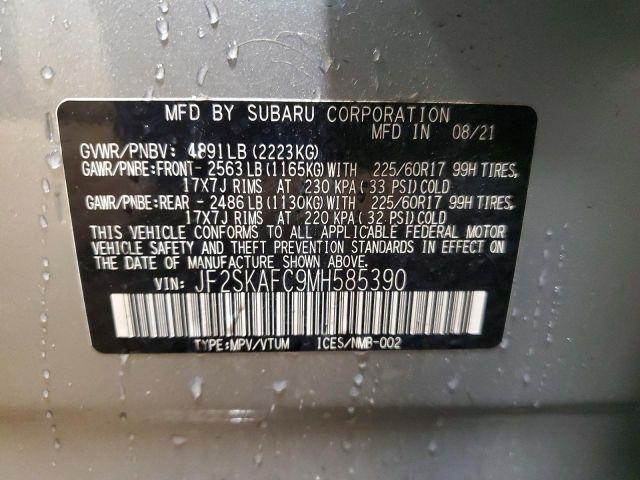 MFD BY SUBARU CORPORATION
MFD IN 08/21
GVWR/PNBV: 4891LB (2223KG)
GAWR/PNBE:FRONT- 2563 LB (1165KG) WITH 225/60R17 99H TIRES,
17X7J RIMS AT 230 KPA (33 PSI) COLD
GAWR/PNBE:REAR - 2486 LB (1130KG) WITH 225/60R17 99H TIRES,
17X7J RIMS AT 220 KPA (32 PSI) COLD
THIS VEHICLE CONFORMS TO ALL APPLICABLE FEDERAL MOTOR
VEHICLE SAFETY AND THEFT PREVENTION STANDARDS IN EFFECT
ON THE DATE OF MANUFACTURE SHOWN ABOVE.
VIN: JF2SKAFC9MH585390
TYPE:MPV/VTUM ICES/NMB-002